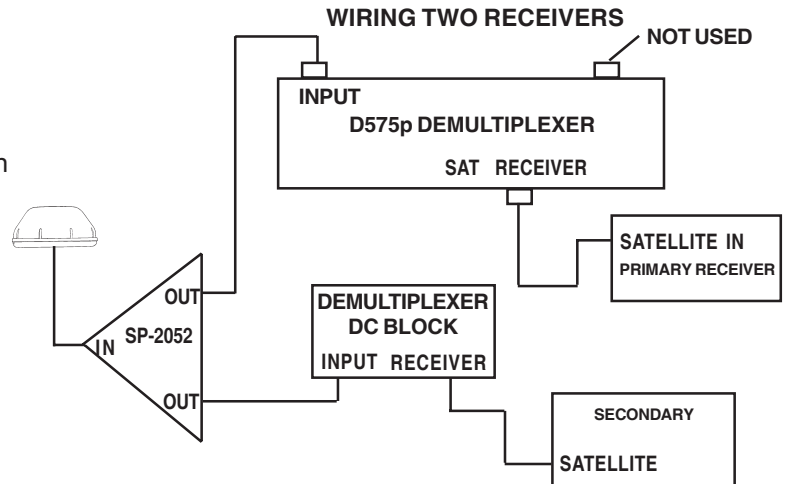 WIRING TWO RECEIVERS
NOT USED
INPUT
D575p DEMULTIPLEXER
SAT RECEIVER
n
SATELLITE IN
PRIMARY RECEIVER
OUT
SP-2052
IN
OUT
DEMULTIPLEXER
DC BLOCK
INPUT RECEIVER
SECONDARY
SATELLITE